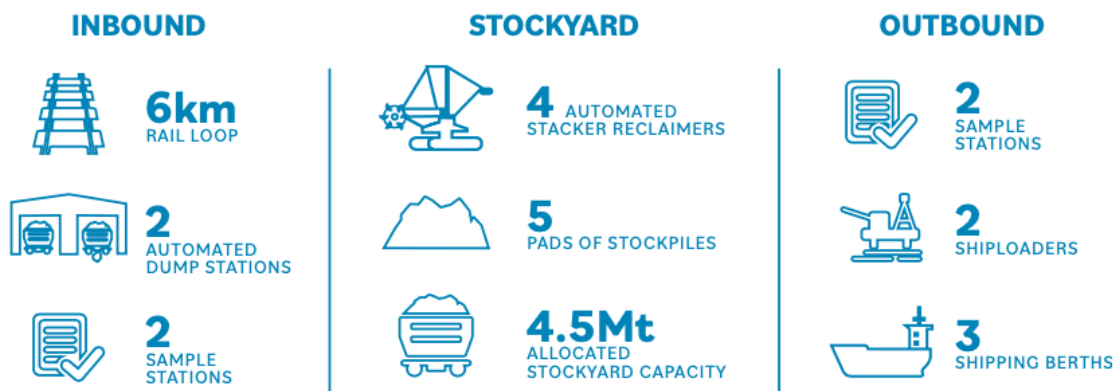 INBOUND
6km
RAIL LOOP
2
AUTOMATED
DUMP STATIONS
2
SAMPLE
STATIONS
STOCKYARD
4 AUTOMATED
STACKER RECLAIMERS
5
PADS OF STOCKPILES
4.5Mt
ALLOCATED
STOCKYARD CAPACITY
OUTBOUND
2
SAMPLE
STATIONS
2
SHIPLOADERS
3
SHIPPING BERTHS